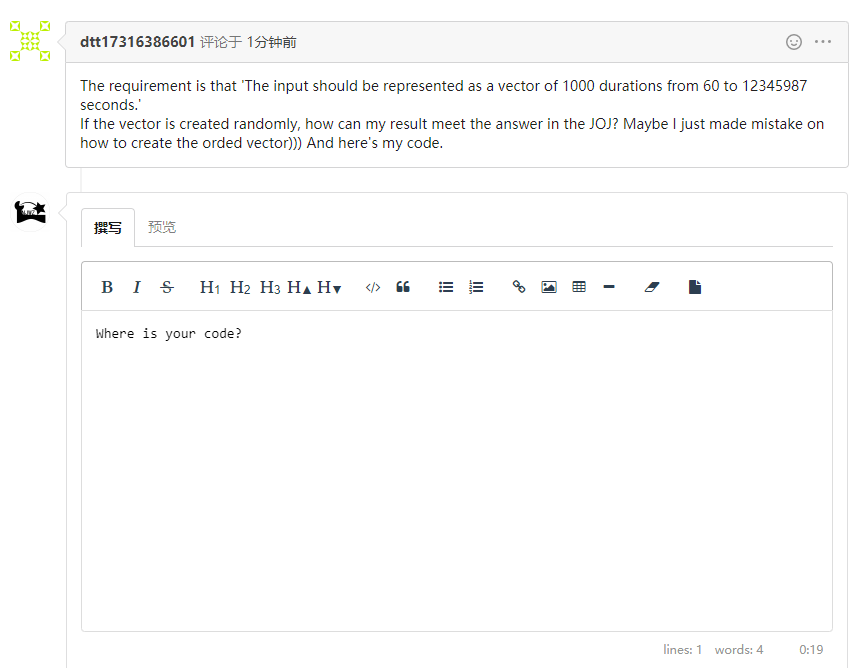 dtt17316386601 评论于 1分钟前
The requirement is that 'The input should be represented as a vector of 1000 durations from 60 to 12345987
seconds.'
If the vector is created randomly, how can my result meet the answer in the JOJ? Maybe I just made mistake on
how to create the orded vector))) And here's my code.
撰写 预览
B I S H1 H2 H3 H▲ H▼
Where is your code?
lines: 1 words: 4 0:19